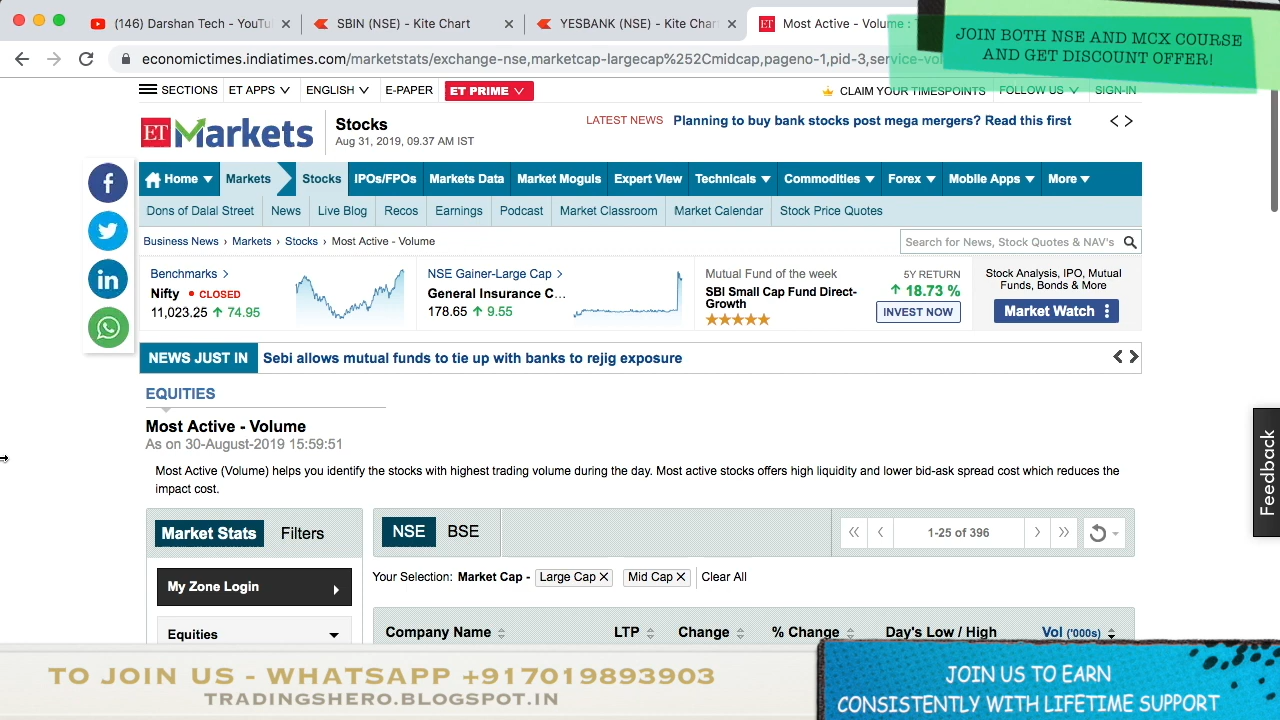 (146) Darshan Tech - YouTu
SBIN (NSE) - Kite Chart
YESBANK (NSE) - Kite Char
ET Most Active - Volume :
JOIN BOTH NSE AND MCX COURSE
AND GET DISCOUNT OFFER!
economictimes.indiatimes.com/marketstats/exchange-nse,marketcap-largecap%252Cmidcap,pageno-1,pid-3,service-vol
SECTIONS ET APPS ENGLISH E-PAPER ET PRIME CLAIM YOUR TIMESPOINTS FOLLOW US SIGN-IN
ET Markets
Stocks
Aug 31, 2019, 09.37 AM IST
LATEST NEWS Planning to buy bank stocks post mega mergers? Read this first
Home Markets Stocks IPOs/FPOs Markets Data Market Moguls Expert View Technicals Commodities Forex Mobile Apps More
Dons of Dalal Street News Live Blog Recos Earnings Podcast Market Classroom Market Calendar Stock Price Quotes
Business News › Markets › Stocks › Most Active - Volume
Search for News, Stock Quotes & NAV's
Benchmarks
Nifty • CLOSED
11,023.25 ↑ 74.95
NSE Gainer-Large Cap
General Insurance C...
178.65 ↑ 9.55
Mutual Fund of the week
SBI Small Cap Fund Direct-
Growth
5Y RETURN
↑ 18.73 %
INVEST NOW
Stock Analysis, IPO, Mutual
Funds, Bonds & More
Market Watch
NEWS JUST IN Sebi allows mutual funds to tie up with banks to rejig exposure
EQUITIES
Most Active - Volume
As on 30-August-2019 15:59:51
Most Active (Volume) helps you identify the stocks with highest trading volume during the day. Most active stocks offers high liquidity and lower bid-ask spread cost which reduces the
impact cost.
Feedback
Market Stats Filters
NSE BSE
1-25 of 396
My Zone Login
Your Selection: Market Cap - Large Cap X Mid Cap X Clear All
Equities
Company Name LTP Change % Change Day's Low / High Vol ('000s)
TO JOIN US - WHATSAPP +917019893903
TRADINGSHERO.BLOGSPOT.IN
JOIN US TO EARN
CONSISTENTLY WITH LIFETIME SUPPORT